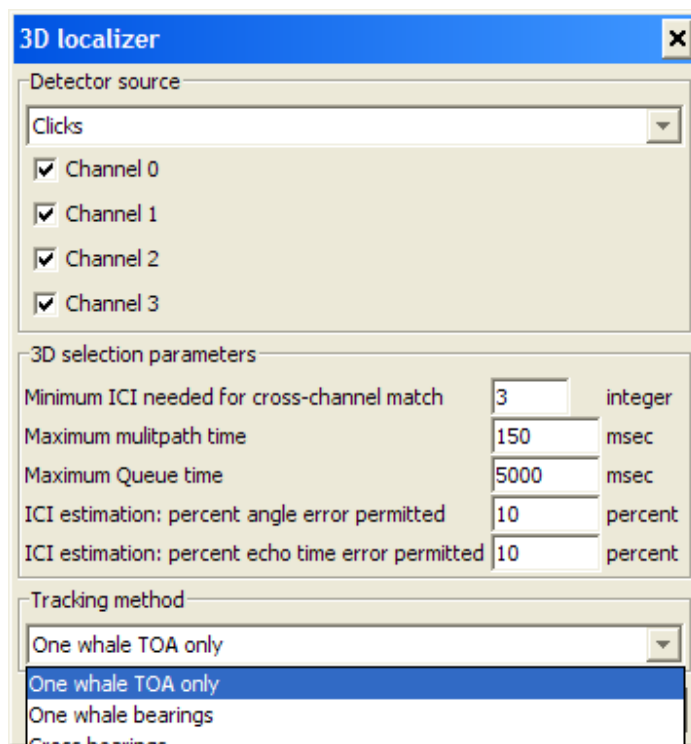 3D localizer
Detector source
Clicks
Channel 0
Channel 1
Channel 2
Channel 3
3D selection parameters
Minimum ICI needed for cross-channel match 3 integer
Maximum mulitpath time 150 msec
Maximum Queue time 5000 msec
ICI estimation: percent angle error permitted 10 percent
ICI estimation: percent echo time error permitted 10 percent
Tracking method
One whale TOA only
One whale TOA only
One whale bearings
Cross bearings